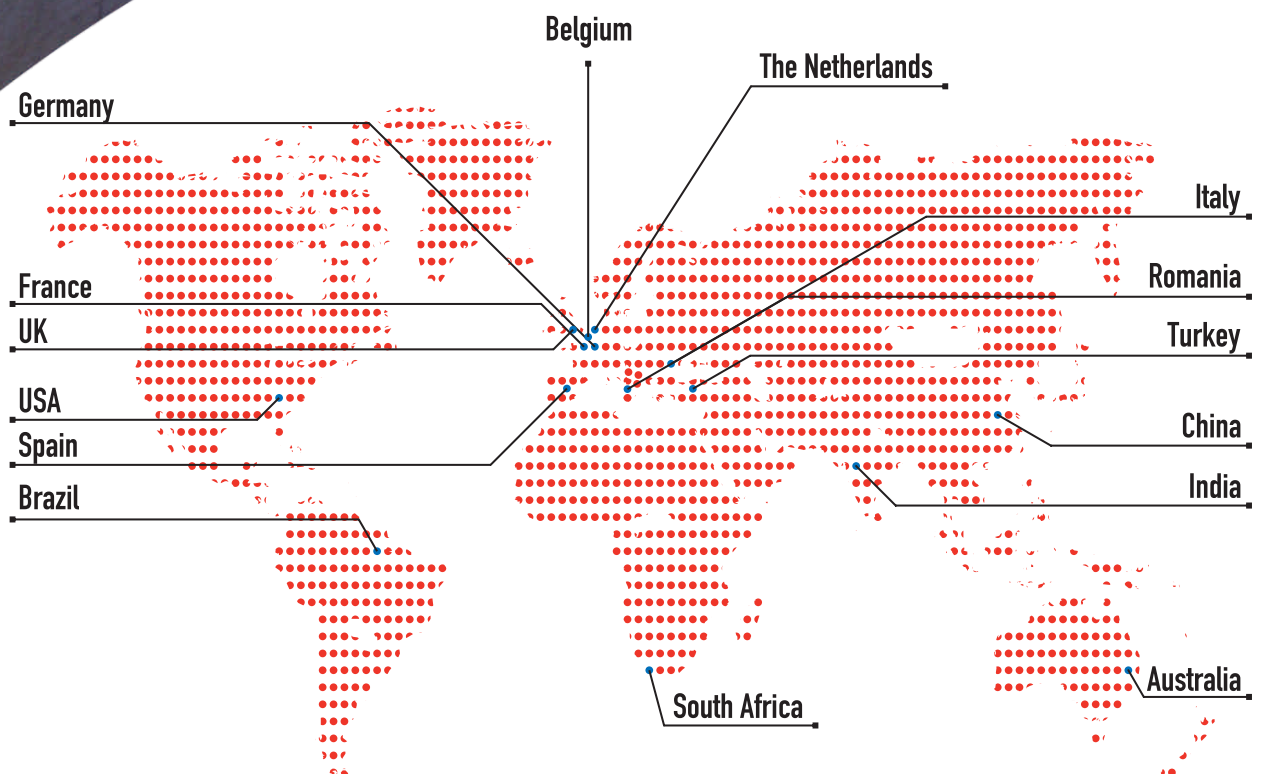 Belgium
The Netherlands
Germany
Italy
Romania
France
UK
Turkey
USA
China
Spain
India
Brazil
Australia
South Africa